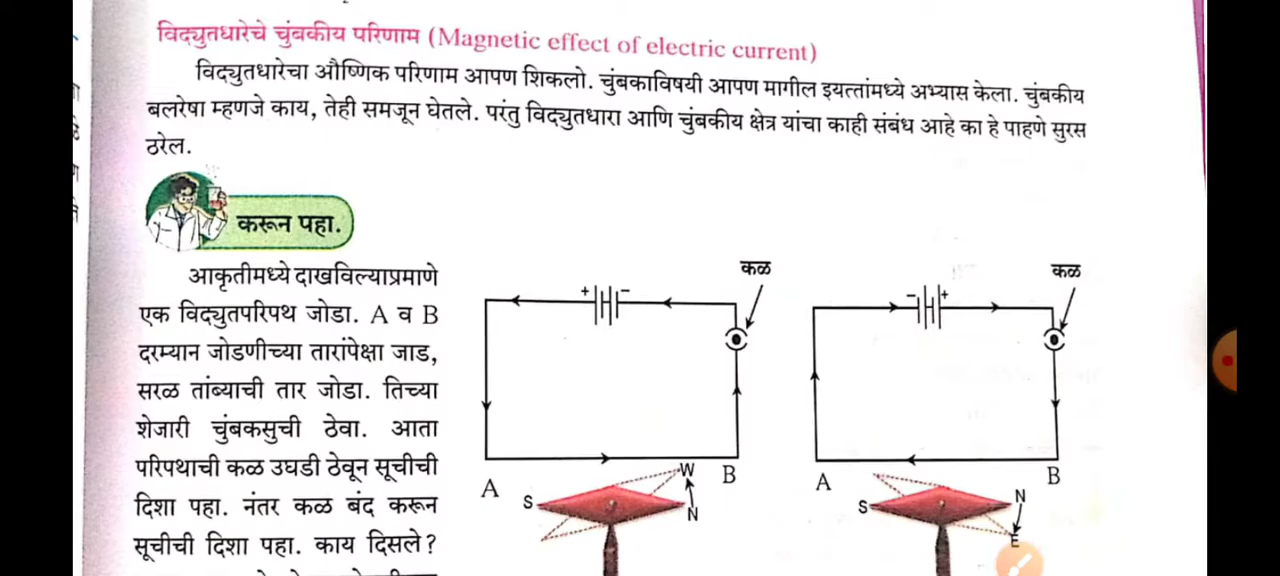 विद्युतधारेचे चुंबकीय परिणाम (Magnetic effect of electric current)
विद्युतधारेचा औष्णिक परिणाम आपण शिकलो. चुंबकाविषयी आपण मागील इयत्तांमध्ये अभ्यास केला. चुंबकीय
बलरेषा म्हणजे काय, तेही समजून घेतले. परंतु विद्युतधारा आणि चुंबकीय क्षेत्र यांचा काही संबंध आहे का हे पाहणे सुरस
ठरेल.
करून पहा.
आकृतीमध्ये दाखविल्याप्रमाणे
एक विद्युतपरिपथ जोडा. A व B
दरम्यान जोडणीच्या तारांपेक्षा जाड,
सरळ तांब्याची तार जोडा. तिच्या
शेजारी चुंबकसुची ठेवा. आता
परिपथाची कळ उघडी ठेवून सूचीची
दिशा पहा. नंतर कळ बंद करून
सूचीची दिशा पहा. काय दिसले?
कळ
+ −
A
B
S
W
N
कळ
− +
A
B
S
N
E